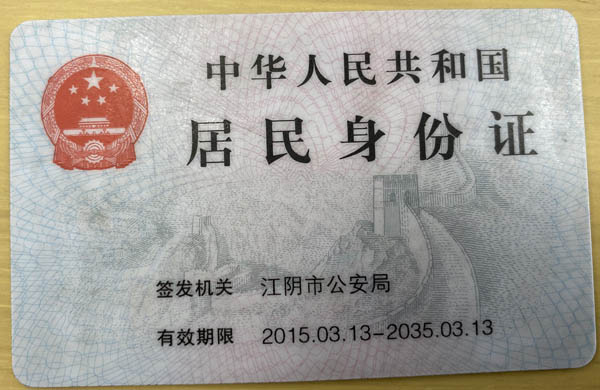 中华人民共和国
居民身份证
签发机关 江阴市公安局
有效期限 2015.03.13-2035.03.13